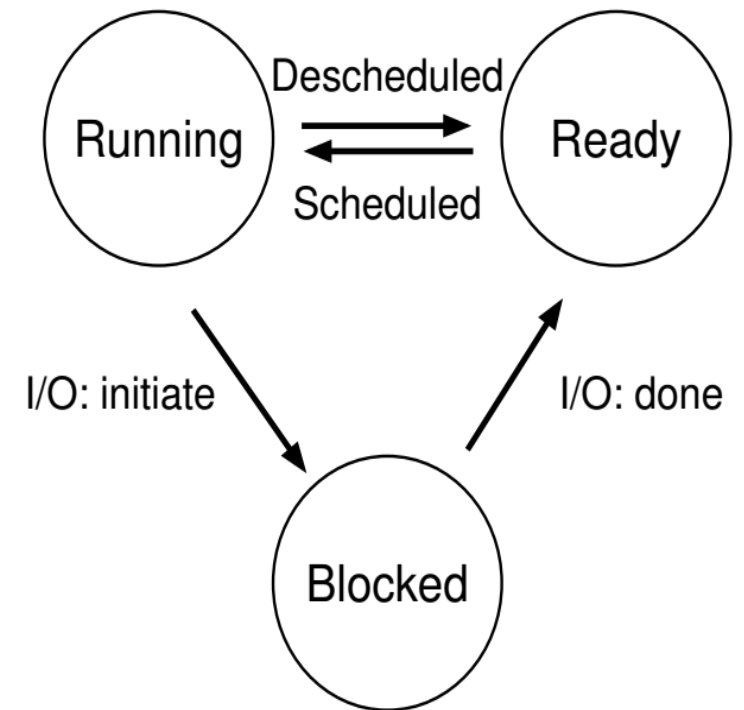 Descheduled
Running
Ready
Scheduled
I/O: initiate
I/O: done
Blocked